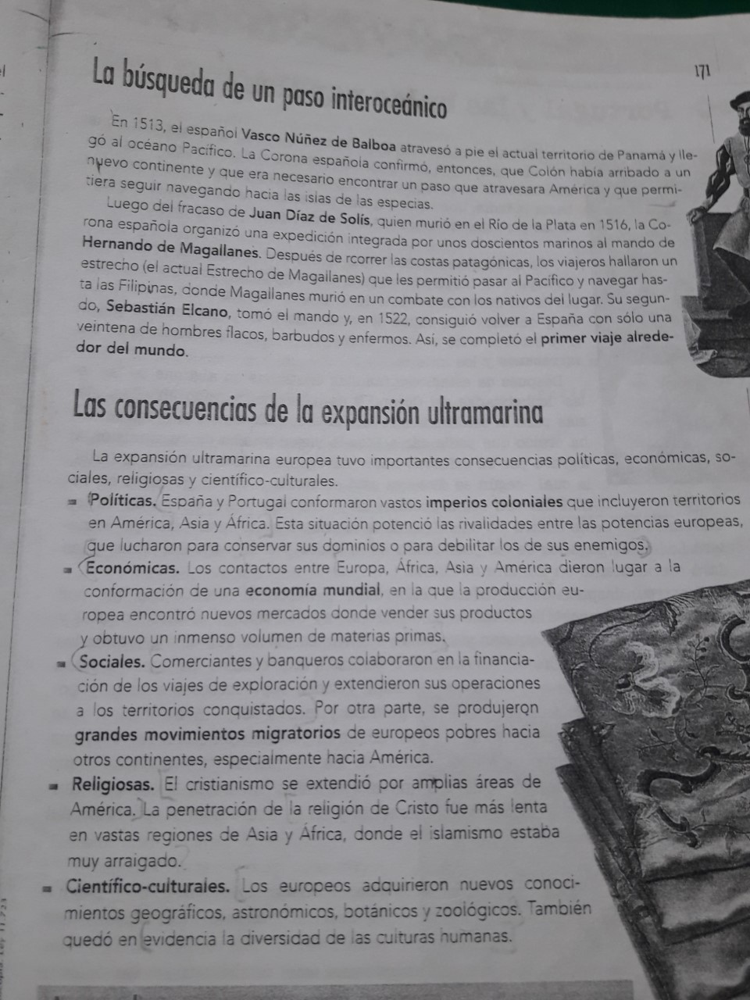 171
La búsqueda de un paso interoceánico
En 1513, el español Vasco Núñez de Balboa atravesó a pie el actual territorio de Panamá y lle-
gó al océano Pacífico. La Corona española confirmó, entonces, que Colón había arribado a un
nuevo continente y que era necesario encontrar un paso que atravesara América y que permi-
tiera seguir navegando hacia las islas de las especias.
Luego del fracaso de Juan Díaz de Solís, quien murió en el Río de la Plata en 1516, la Co-
rona española organizó una expedición integrada por unos doscientos marinos al mando de
Hernando de Magallanes. Después de rcorrer las costas patagónicas, los viajeros hallaron un
estrecho (el actual Estrecho de Magallanes) que les permitió pasar al Pacífico y navegar has-
ta las Filipinas, donde Magallanes murió en un combate con los nativos del lugar. Su segun-
do, Sebastián Elcano, tomó el mando y, en 1522, consiguió volver a España con sólo una
veintena de hombres flacos, barbudos y enfermos. Así, se completó el primer viaje alrede-
dor del mundo.
Las consecuencias de la expansión ultramarina
La expansión ultramarina europea tuvo importantes consecuencias políticas, económicas, so-
ciales, religiosas y científico-culturales.
Políticas. España y Portugal conformaron vastos imperios coloniales que incluyeron territorios
en América, Asia y África. Esta situación potenció las rivalidades entre las potencias europeas,
que lucharon para conservar sus dominios o para debilitar los de sus enemigos.
Económicas. Los contactos entre Europa, África, Asia y América dieron lugar a la
conformación de una economía mundial, en la que la producción eu-
ropea encontró nuevos mercados donde vender sus productos
y obtuvo un inmenso volumen de materias primas.
Sociales. Comerciantes y banqueros colaboraron en la financia-
ción de los viajes de exploración y extendieron sus operaciones
a los territorios conquistados. Por otra parte, se produjeron
grandes movimientos migratorios de europeos pobres hacia
otros continentes, especialmente hacia América.
Religiosas. El cristianismo se extendió por amplias áreas de
América. La penetración de la religión de Cristo fue más lenta
en vastas regiones de Asia y África, donde el islamismo estaba
muy arraigado.
Científico-culturales. Los europeos adquirieron nuevos conoci-
mientos geográficos, astronómicos, botánicos y zoológicos. También
quedó en evidencia la diversidad de las culturas humanas.